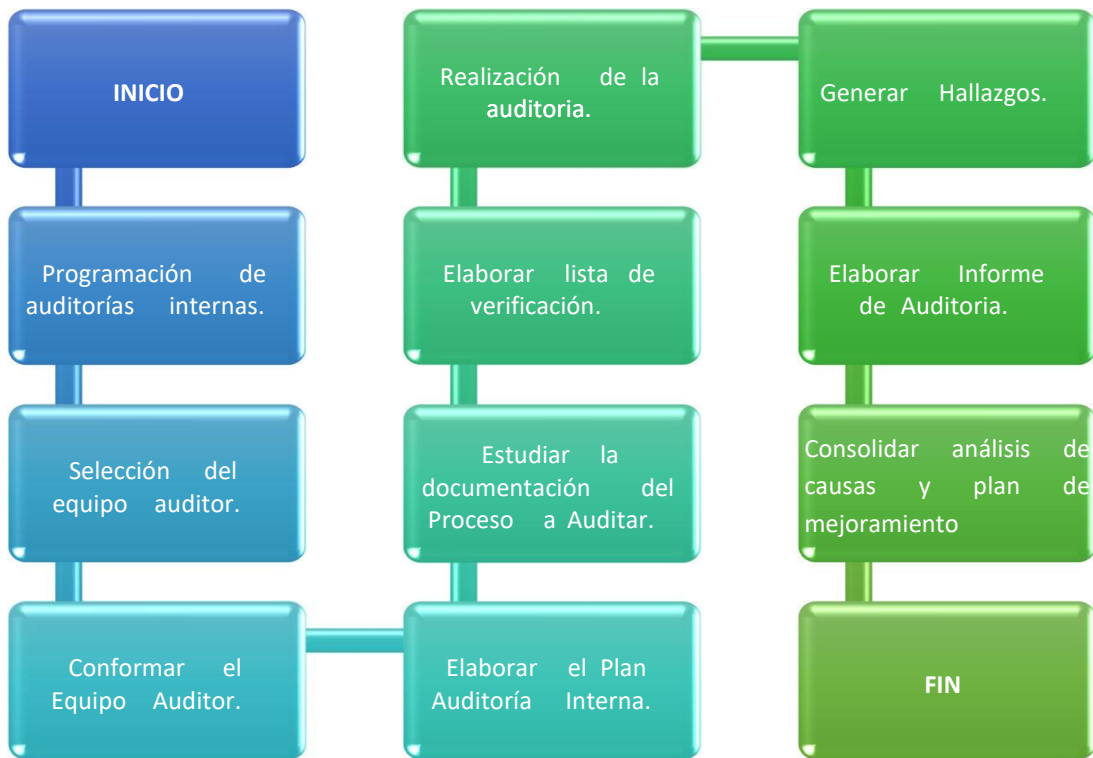 INICIO
Programación de
auditorías internas.
Selección del
equipo auditor.
Conformar el
Equipo Auditor.
Elaborar el Plan
Auditoría Interna.
Estudiar la
documentación del
Proceso a Auditar.
Elaborar lista de
verificación.
Realización de la
auditoria.
Generar Hallazgos.
Elaborar Informe
de Auditoria.
Consolidar análisis de
causas y plan de
mejoramiento
FIN